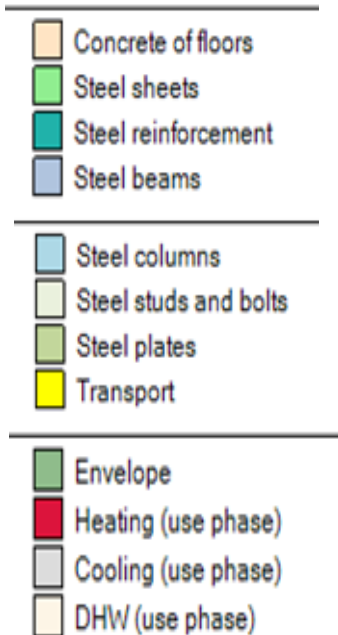 Concrete of floors
Steel sheets
Steel reinforcement
Steel beams
Steel columns
Steel studs and bolts
Steel plates
Transport
Envelope
Heating (use phase)
Cooling (use phase)
DHW (use phase)